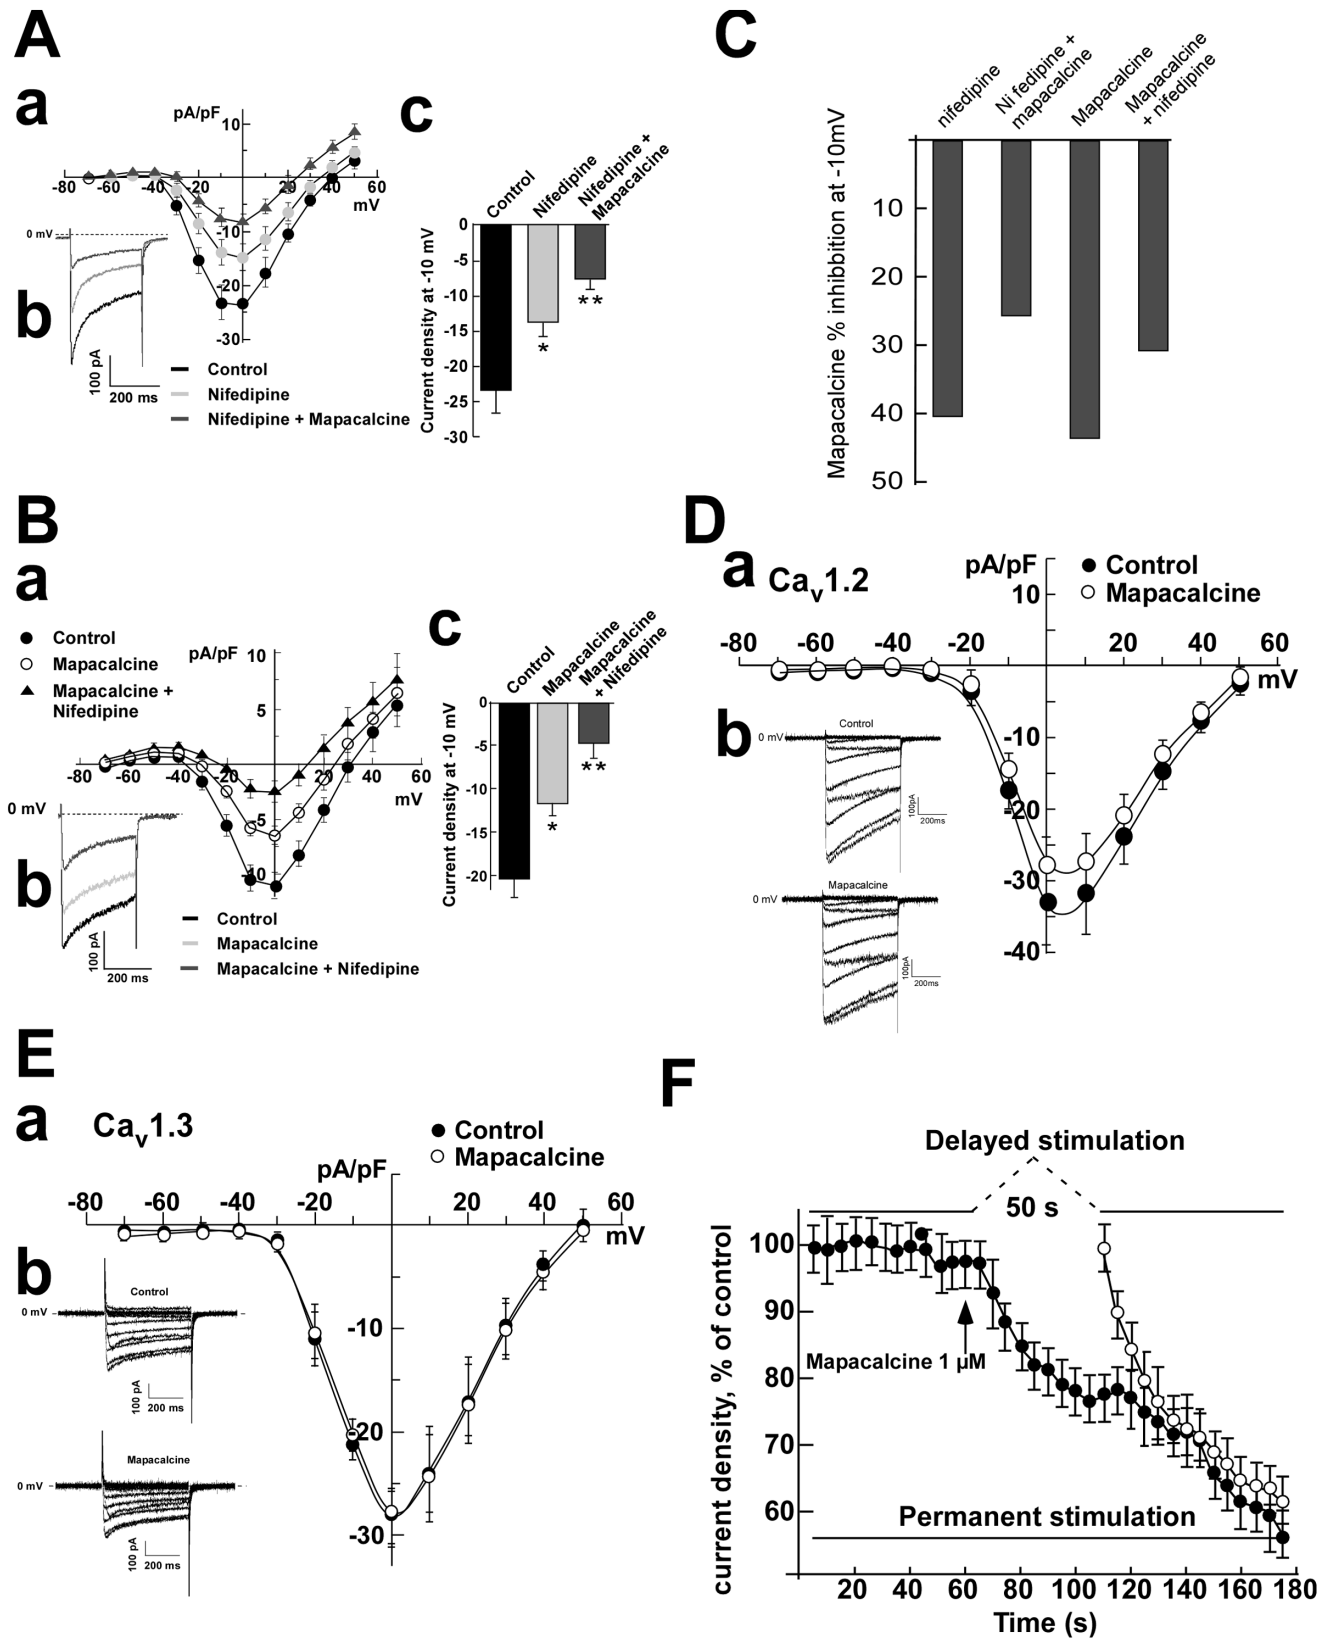 A
a
pA/pF
10
-80 -60 -40 -20 20 40 60
mV
-10
-20
-30
0 mV
b
100 pA
200 ms
Control
Nifedipine
Nifedipine + Mapacalcine
c
Control
Nifedipine
Nifedipine +
Mapacalcine
Current density at -10 mV
0
-5
-10
-15
-20
-25
-30
*
**
C
nifedipine
Ni fedipine +
mapacalcine
Mapacalcine
Mapacalcine
+ nifedipine
Mapacalcine % inhibbition at -10mV
10
20
30
40
50
B
a
Control
Mapacalcine
Mapacalcine +
Nifedipine
pA/pF
10
5
-80 -60 -40 -20 20 40 60
mV
-5
-10
0 mV
b
100 pA
200 ms
Control
Mapacalcine
Mapacalcine + Nifedipine
c
Control
Mapacalcine
Mapacalcine
+ Nifedipine
Current density at -10 mV
0
-5
-10
-15
-20
*
**
D
a
Cav1.2
pA/pF
Control
Mapacalcine
10
-80 -60 -40 -20 20 40 60
mV
-10
-20
-30
-40
b
Control
0 mV
100pA
200ms
Mapacalcine
0 mV
100pA
200ms
E
a
Cav1.3
Control
Mapacalcine
pA/pF
-80 -60 -40 -20 20 40 60
mV
-10
-20
-30
b
Control
0 mV
100 pA
200 ms
Mapacalcine
0 mV
100 pA
200 ms
F
Delayed stimulation
50 s
current density, % of control
100
90
80
70
60
Mapacalcine 1 µM
Permanent stimulation
20 40 60 80 100 120 140 160 180
Time (s)